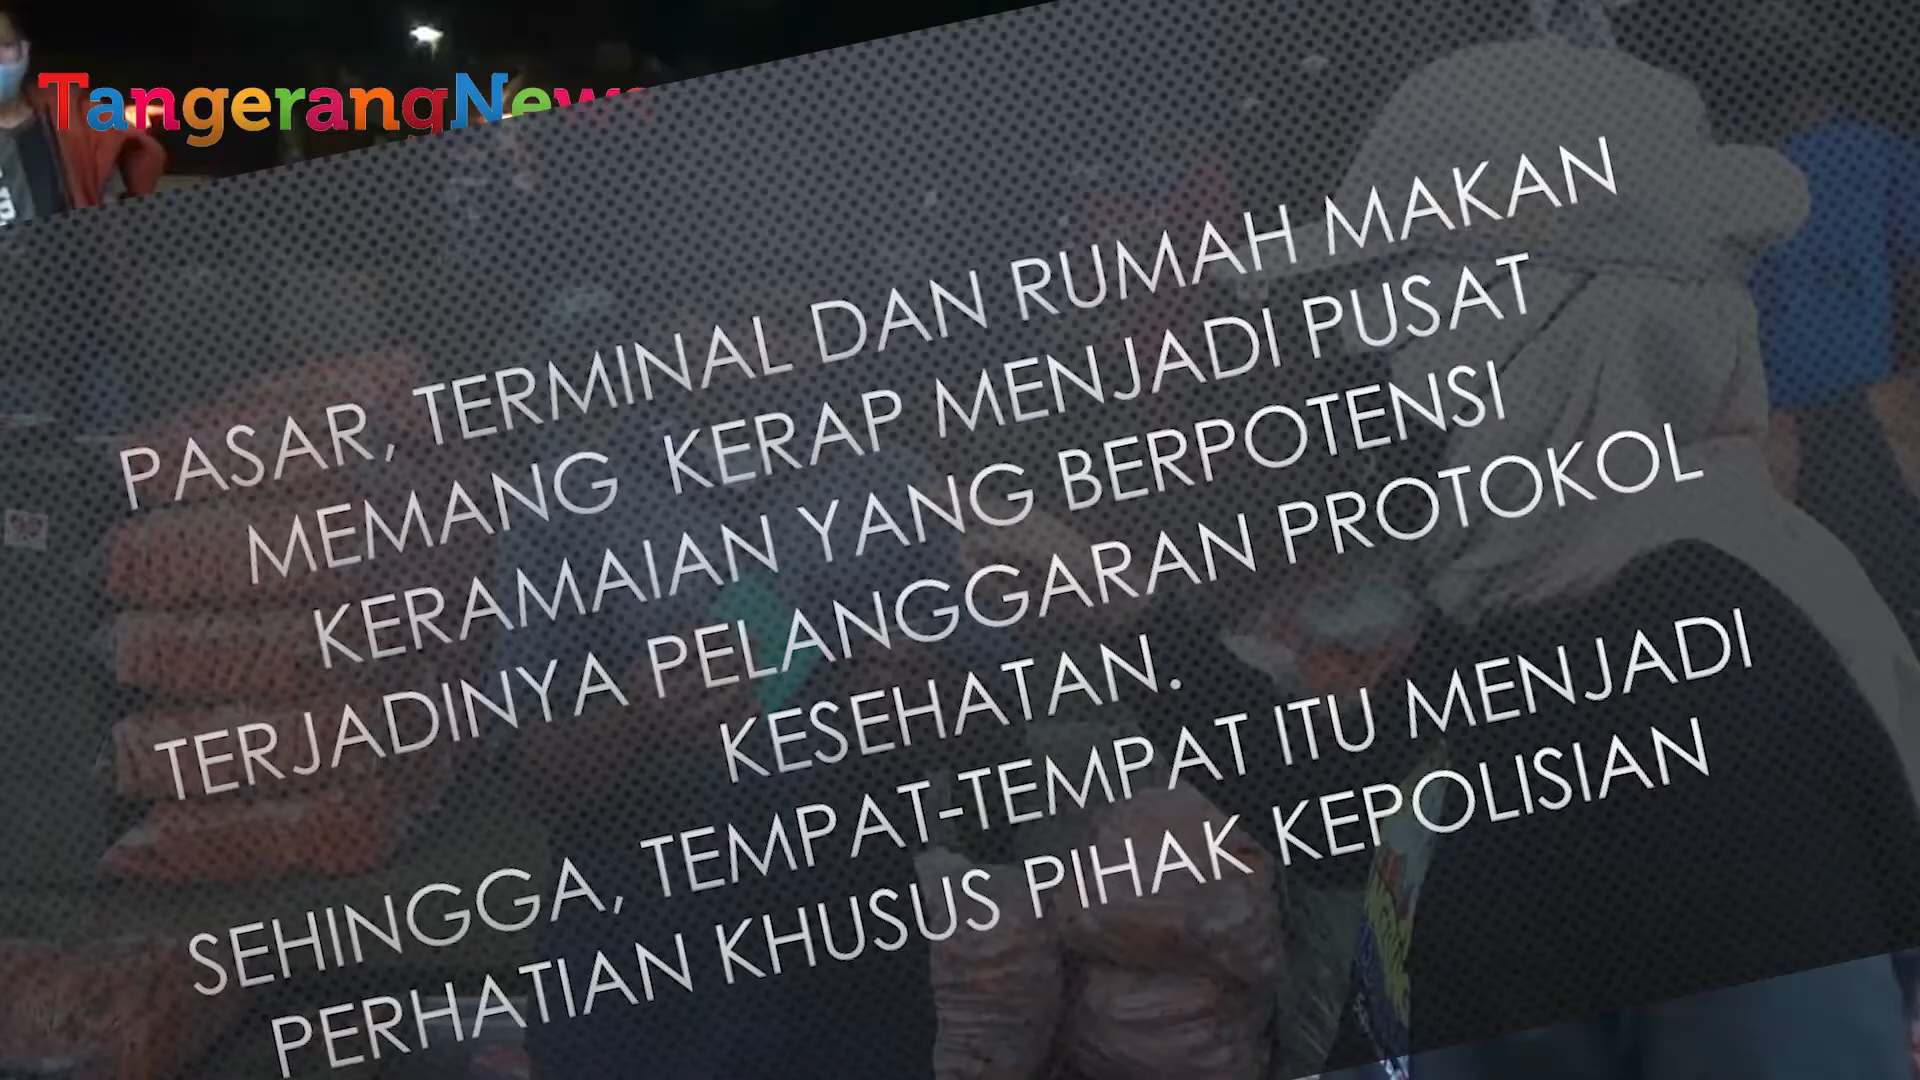 TangerangNews
PASAR, TERMINAL DAN RUMAH MAKAN
MEMANG KERAP MENJADI PUSAT
KERAMAIAN YANG BERPOTENSI
TERJADINYA PELANGGARAN PROTOKOL
KESEHATAN.
SEHINGGA, TEMPAT-TEMPAT ITU MENJADI
PERHATIAN KHUSUS PIHAK KEPOLISIAN